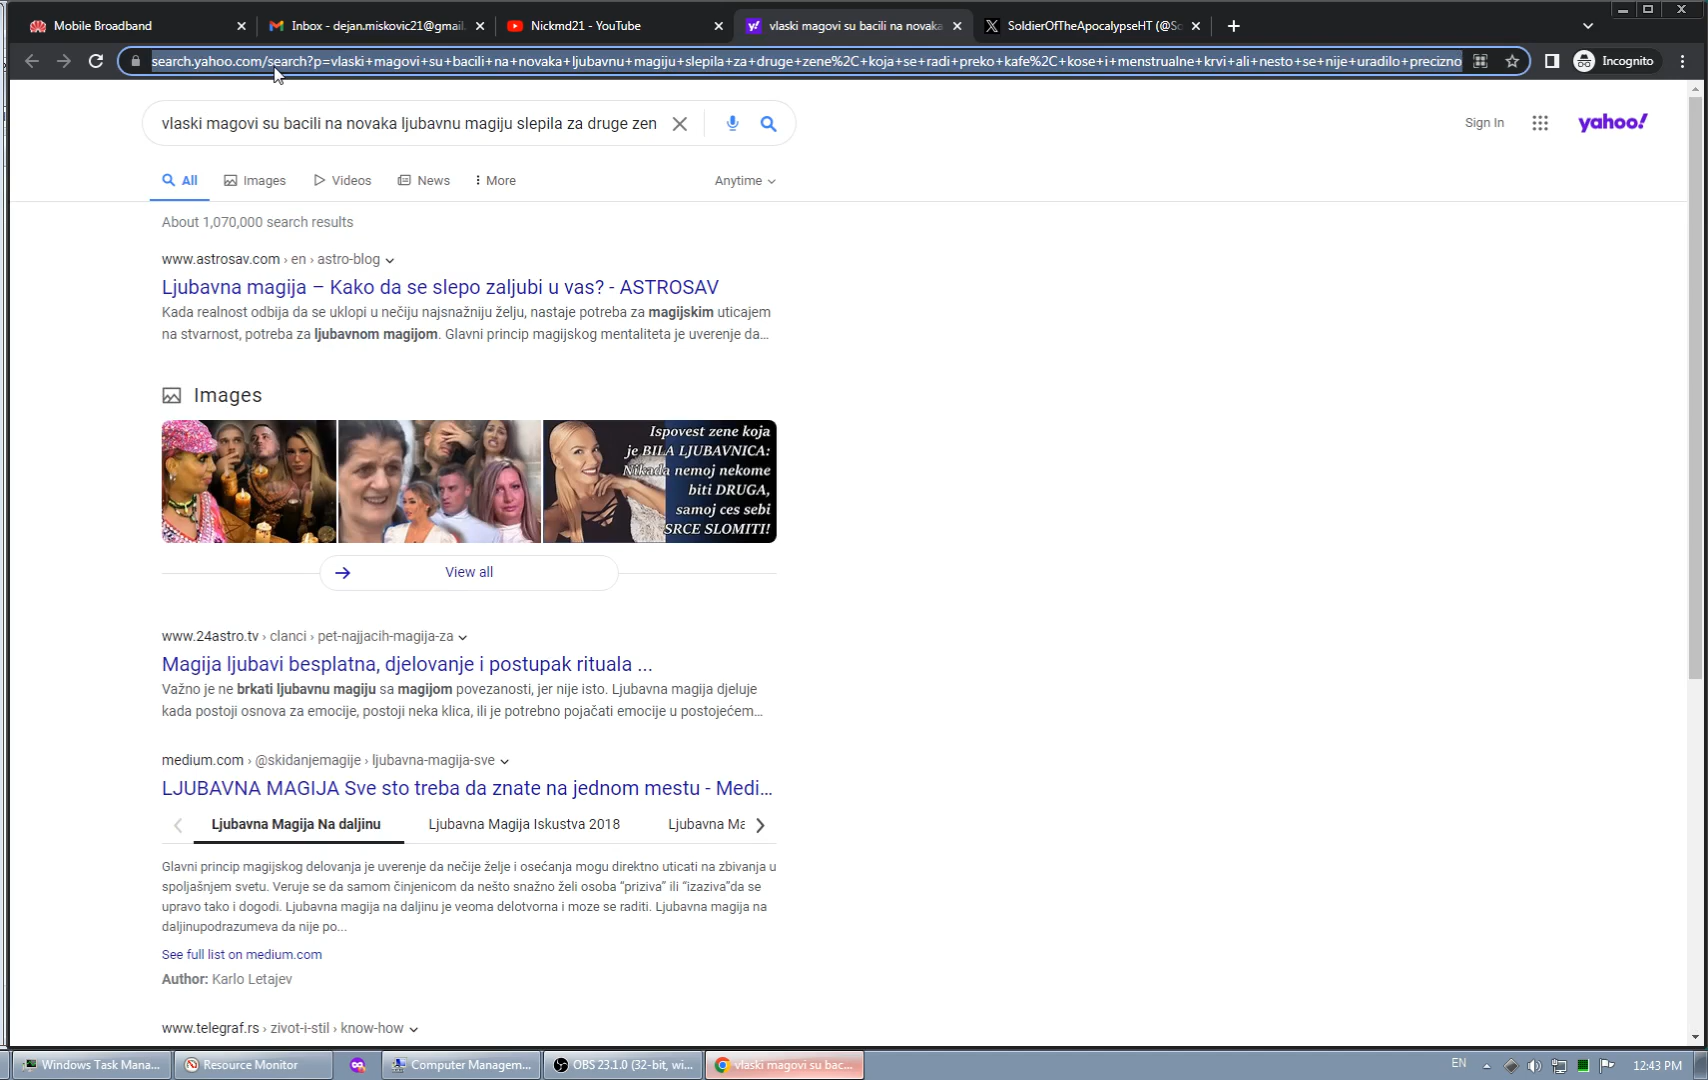 Mobile Broadband
Inbox - dejan.miskovic21@gmail.
Nickmd21 - YouTube
vlaski magovi su bacili na novaka
SoldierOfTheApocalypseHT (@So
search.yahoo.com/search?p=vlaski+magovi+su+bacili+na+novaka+ljubavnu+magiju+slepila+za+druge+zene%2C+koja+se+radi+preko+kafe%2C+kose+i+menstrualne+krvi+ali+nesto+se+nije+uradilo+precizno
Incognito
vlaski magovi su bacili na novaka ljubavnu magiju slepila za druge zen
Sign In
yahoo!
All
Images
Videos
News
More
Anytime
About 1,070,000 search results
www.astrosav.com › en › astro-blog
Ljubavna magija – Kako da se slepo zaljubi u vas? - ASTROSAV
Kada realnost odbija da se uklopi u nečiju najsnažniju želju, nastaje potreba za magijskim uticajem
na stvarnost, potreba za ljubavnom magijom. Glavni princip magijskog mentaliteta je uverenje da...
Images
Ispovest zene koja
je BILA LJUBAVNICA:
Nikada nemoj nekome
biti DRUGA,
samoj ces sebi
SRCE SLOMITI!
View all
www.24astro.tv › clanci › pet-najjacih-magija-za
Magija ljubavi besplatna, djelovanje i postupak rituala ...
Važno je ne brkati ljubavnu magiju sa magijom povezanosti, jer nije isto. Ljubavna magija djeluje
kada postoji osnova za emocije, postoji neka klica, ili je potrebno pojačati emocije u postojećem...
medium.com › @skidanjemagije › ljubavna-magija-sve
LJUBAVNA MAGIJA Sve sto treba da znate na jednom mestu - Medi...
Ljubavna Magija Na daljinu
Ljubavna Magija Iskustva 2018
Ljubavna Ma
Glavni princip magijskog delovanja je uverenje da nečije želje i osećanja mogu direktno uticati na zbivanja u
spoljašnjem svetu. Veruje se da samom činjenicom da nešto snažno želi osoba “priziva” ili “izaziva”da se
upravo tako i dogodi. Ljubavna magija na daljinu je veoma delotvorna i moze se raditi. Ljubavna magija na
daljinupodrazumeva da nije po...
See full list on medium.com
Author: Karlo Letajev
www.telegraf.rs › zivot-i-stil › know-how
Windows Task Mana...
Resource Monitor
Computer Managem...
OBS 23.1.0 (32-bit, wi...
vlaski magovi su bac...
EN
12:43 PM